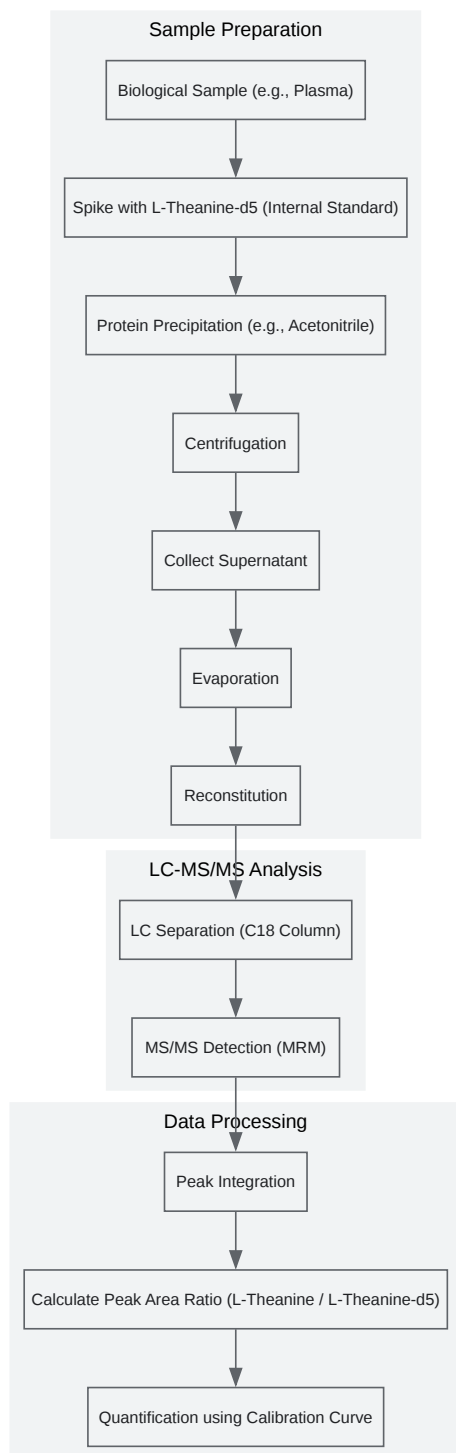 Sample Preparation
Biological Sample (e.g., Plasma)
Spike with L-Theanine-d5 (Internal Standard)
Protein Precipitation (e.g., Acetonitrile)
Centrifugation
Collect Supernatant
Evaporation
Reconstitution
LC-MS/MS Analysis
LC Separation (C18 Column)
MS/MS Detection (MRM)
Data Processing
Peak Integration
Calculate Peak Area Ratio (L-Theanine / L-Theanine-d5)
Quantification using Calibration Curve